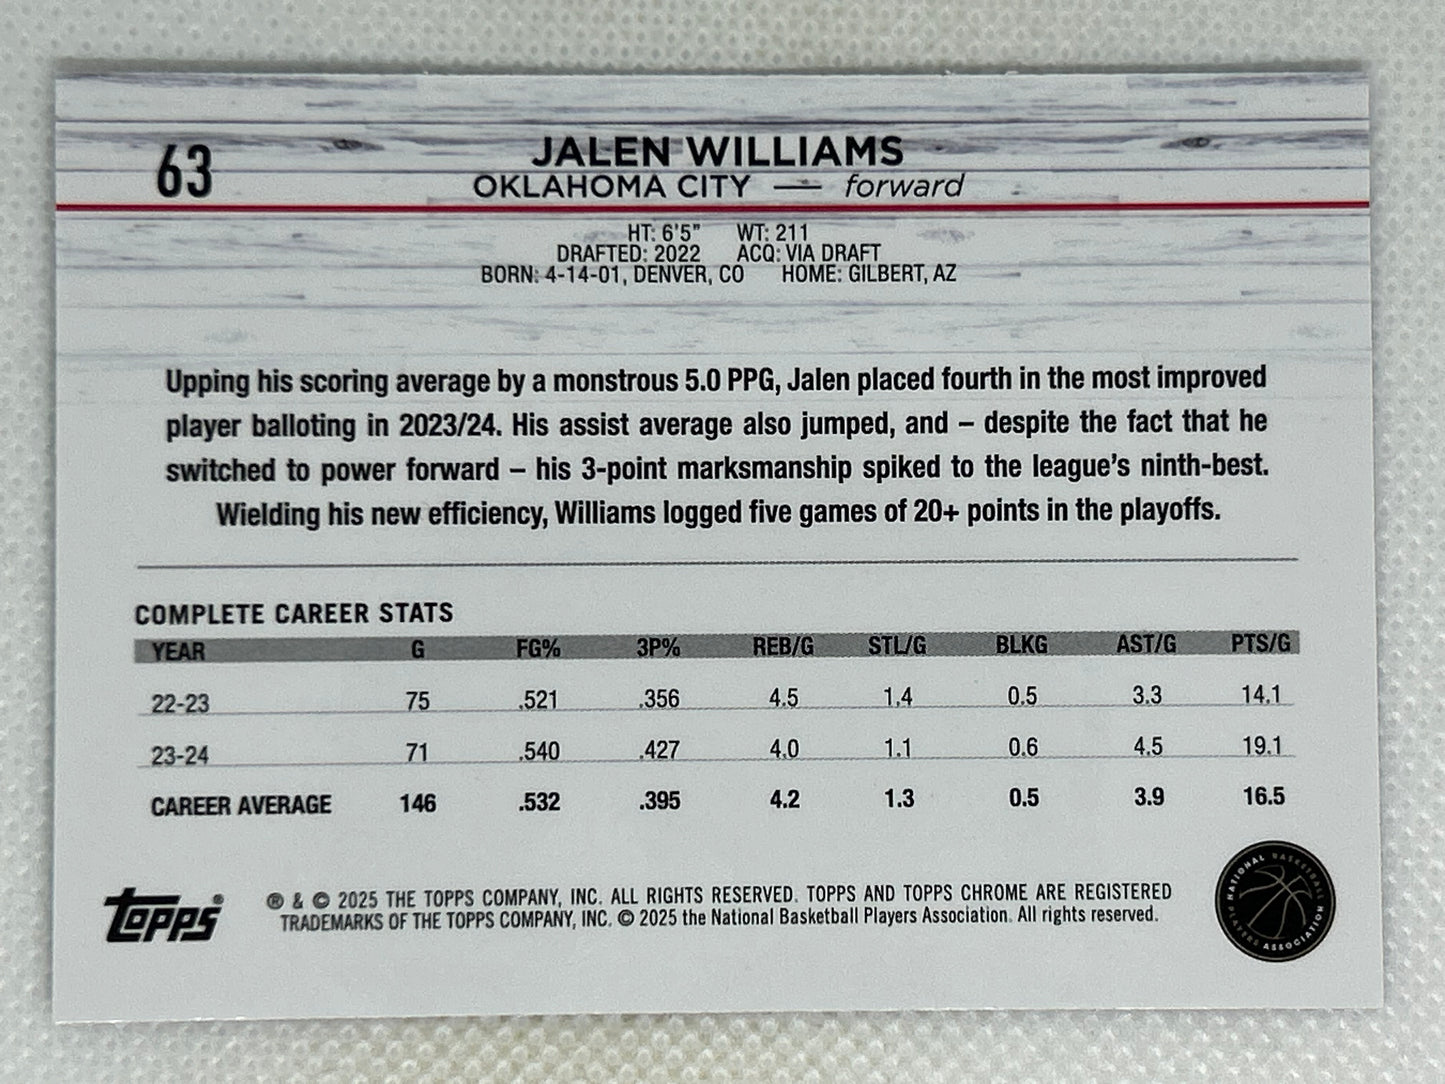 63
JALEN WILLIAMS
OKLAHOMA CITY — forward
HT: 6'5" WT: 211
DRAFTED: 2022 ACQ: VIA DRAFT
BORN: 4-14-01, DENVER, CO HOME: GILBERT, AZ
Upping his scoring average by a monstrous 5.0 PPG, Jalen placed fourth in the most improved
player balloting in 2023/24. His assist average also jumped, and – despite the fact that he
switched to power forward – his 3-point marksmanship spiked to the league's ninth-best.
Wielding his new efficiency, Williams logged five games of 20+ points in the playoffs.
COMPLETE CAREER STATS
YEAR G FG% 3P% REB/G STL/G BLKG AST/G PTS/G
22-23 75 .521 .356 4.5 1.4 0.5 3.3 14.1
23-24 71 .540 .427 4.0 1.1 0.6 4.5 19.1
CAREER AVERAGE 146 .532 .395 4.2 1.3 0.5 3.9 16.5
topps®
® & © 2025 THE TOPPS COMPANY, INC. ALL RIGHTS RESERVED. TOPPS AND TOPPS CHROME ARE REGISTERED
TRADEMARKS OF THE TOPPS COMPANY, INC. © 2025 the National Basketball Players Association. All rights reserved.
NATIONAL BASKETBALL
PLAYERS ASSOCIATION